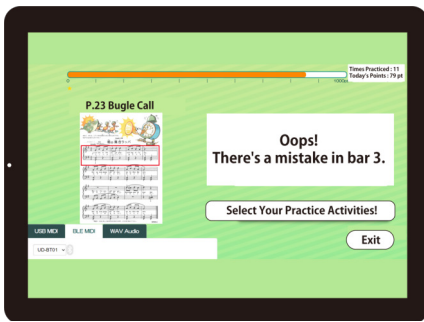 Times Practiced : 11
Today's Points : 79 pt
P.23 Bugle Call
Oops!
There's a mistake in bar 3.
Select Your Practice Activities!
USB MIDI
BLE MIDI
WAV Audio
Exit
UD-BT01